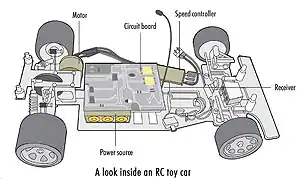 Motor
Speed controller
Circuit board
Receiver
Power source
A look inside an RC toy car